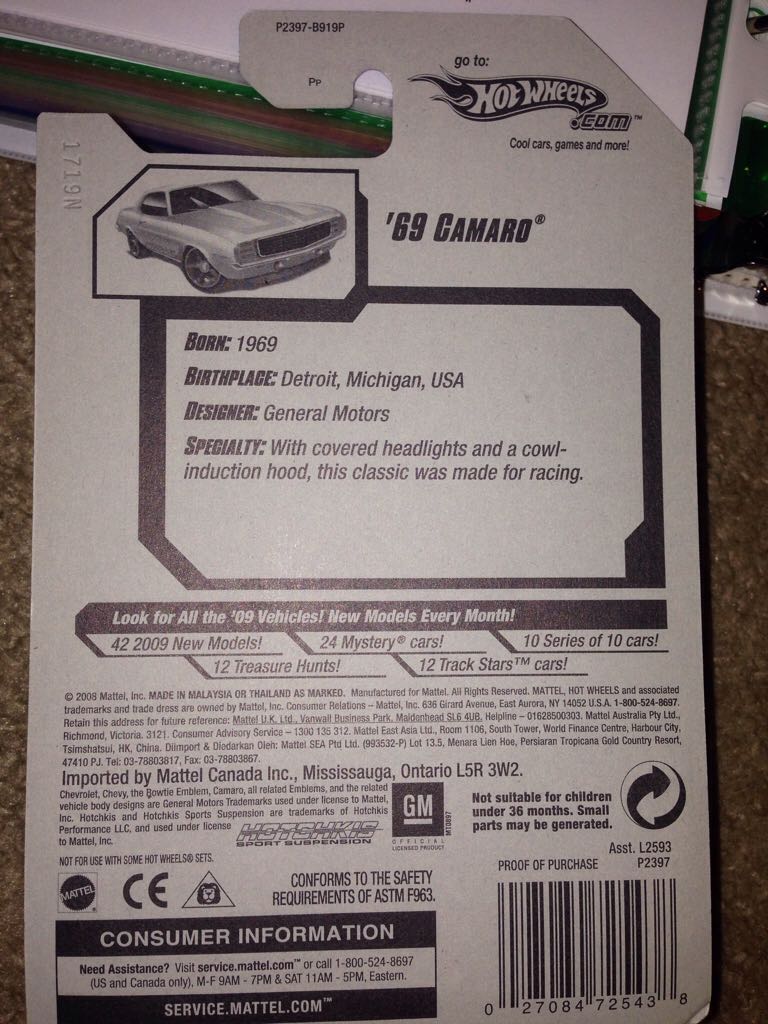 P2397-B919P
PP
go to:
HOT WHEELS
.COM™
Cool cars, games and more!
1719N
'69 CAMARO®
BORN: 1969
BIRTHPLACE: Detroit, Michigan, USA
DESIGNER: General Motors
SPECIALTY: With covered headlights and a cowl-
induction hood, this classic was made for racing.
Look for All the '09 Vehicles! New Models Every Month!
42 2009 New Models!
24 Mystery® cars!
10 Series of 10 cars!
12 Treasure Hunts!
12 Track Stars™ cars!
© 2008 Mattel, Inc. MADE IN MALAYSIA OR THAILAND AS MARKED. Manufactured for Mattel. All Rights Reserved. MATTEL, HOT WHEELS and associated
trademarks and trade dress are owned by Mattel, Inc. Consumer Relations – Mattel, Inc. 636 Girard Avenue, East Aurora, NY 14052 U.S.A. 1-800-524-8697.
Retain this address for future reference: Mattel U.K. Ltd., Vanwall Business Park, Maidenhead SL6 4UB. Helpline – 01628500303. Mattel Australia Pty Ltd.,
Richmond, Victoria. 3121. Consumer Advisory Service – 1300 135 312. Mattel East Asia Ltd., Room 1106, South Tower, World Finance Centre, Harbour City,
Tsimshatsui, HK, China. Diimport & Diedarkan Oleh: Mattel SEA Ptd Ltd. (993532-P) Lot 13.5, Menara Lien Hoe, Persiaran Tropicana Golf Country Resort,
47410 PJ. Tel: 03-78803817, Fax: 03-78803867.
Imported by Mattel Canada Inc., Mississauga, Ontario L5R 3W2.
Chevrolet, Chevy, the Bowtie Emblem, Camaro, all related Emblems, and the related
vehicle body designs are General Motors Trademarks used under license to Mattel,
Inc. Hotchkis and Hotchkis Sports Suspension are trademarks of Hotchkis
Performance LLC, and used under license
to Mattel, Inc.
HOTCHKIS
SPORT SUSPENSION
GM
OFFICIAL
LICENSED PRODUCT
MT0897
Not suitable for children
under 36 months. Small
parts may be generated.
Asst. L2593
PROOF OF PURCHASE P2397
NOT FOR USE WITH SOME HOT WHEELS® SETS.
MATTEL
CE
CONFORMS TO THE SAFETY
REQUIREMENTS OF ASTM F963.
CONSUMER INFORMATION
Need Assistance? Visit service.mattel.com™ or call 1-800-524-8697
(US and Canada only), M-F 9AM - 7PM & SAT 11AM - 5PM, Eastern.
SERVICE.MATTEL.COM™
0 27084 72543 8